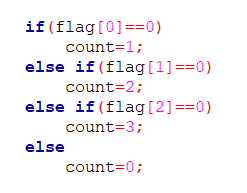 if(flag[0]==0)
    count=1;
else if(flag[1]==0)
    count=2;
else if(flag[2]==0)
    count=3;
else
    count=0;